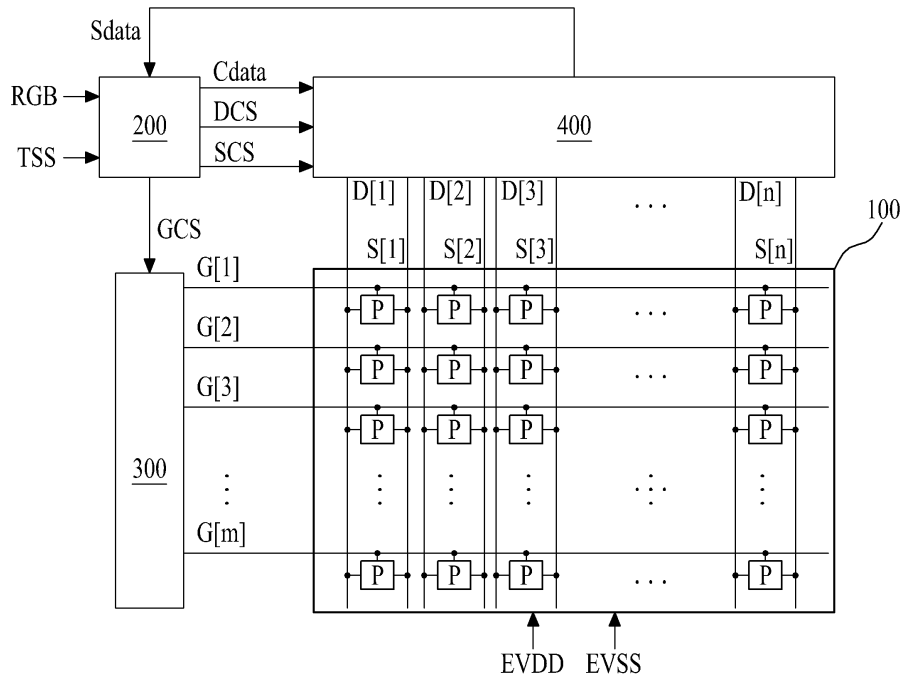 Sdata
RGB
TSS
200
Cdata
DCS
SCS
400
GCS
D[1] D[2] D[3] ... D[n]
100
S[1] S[2] S[3] S[n]
G[1]
P P P ... P
G[2]
P P P ... P
G[3]
P P P P
300
G[m]
P P P ... P
EVDD EVSS